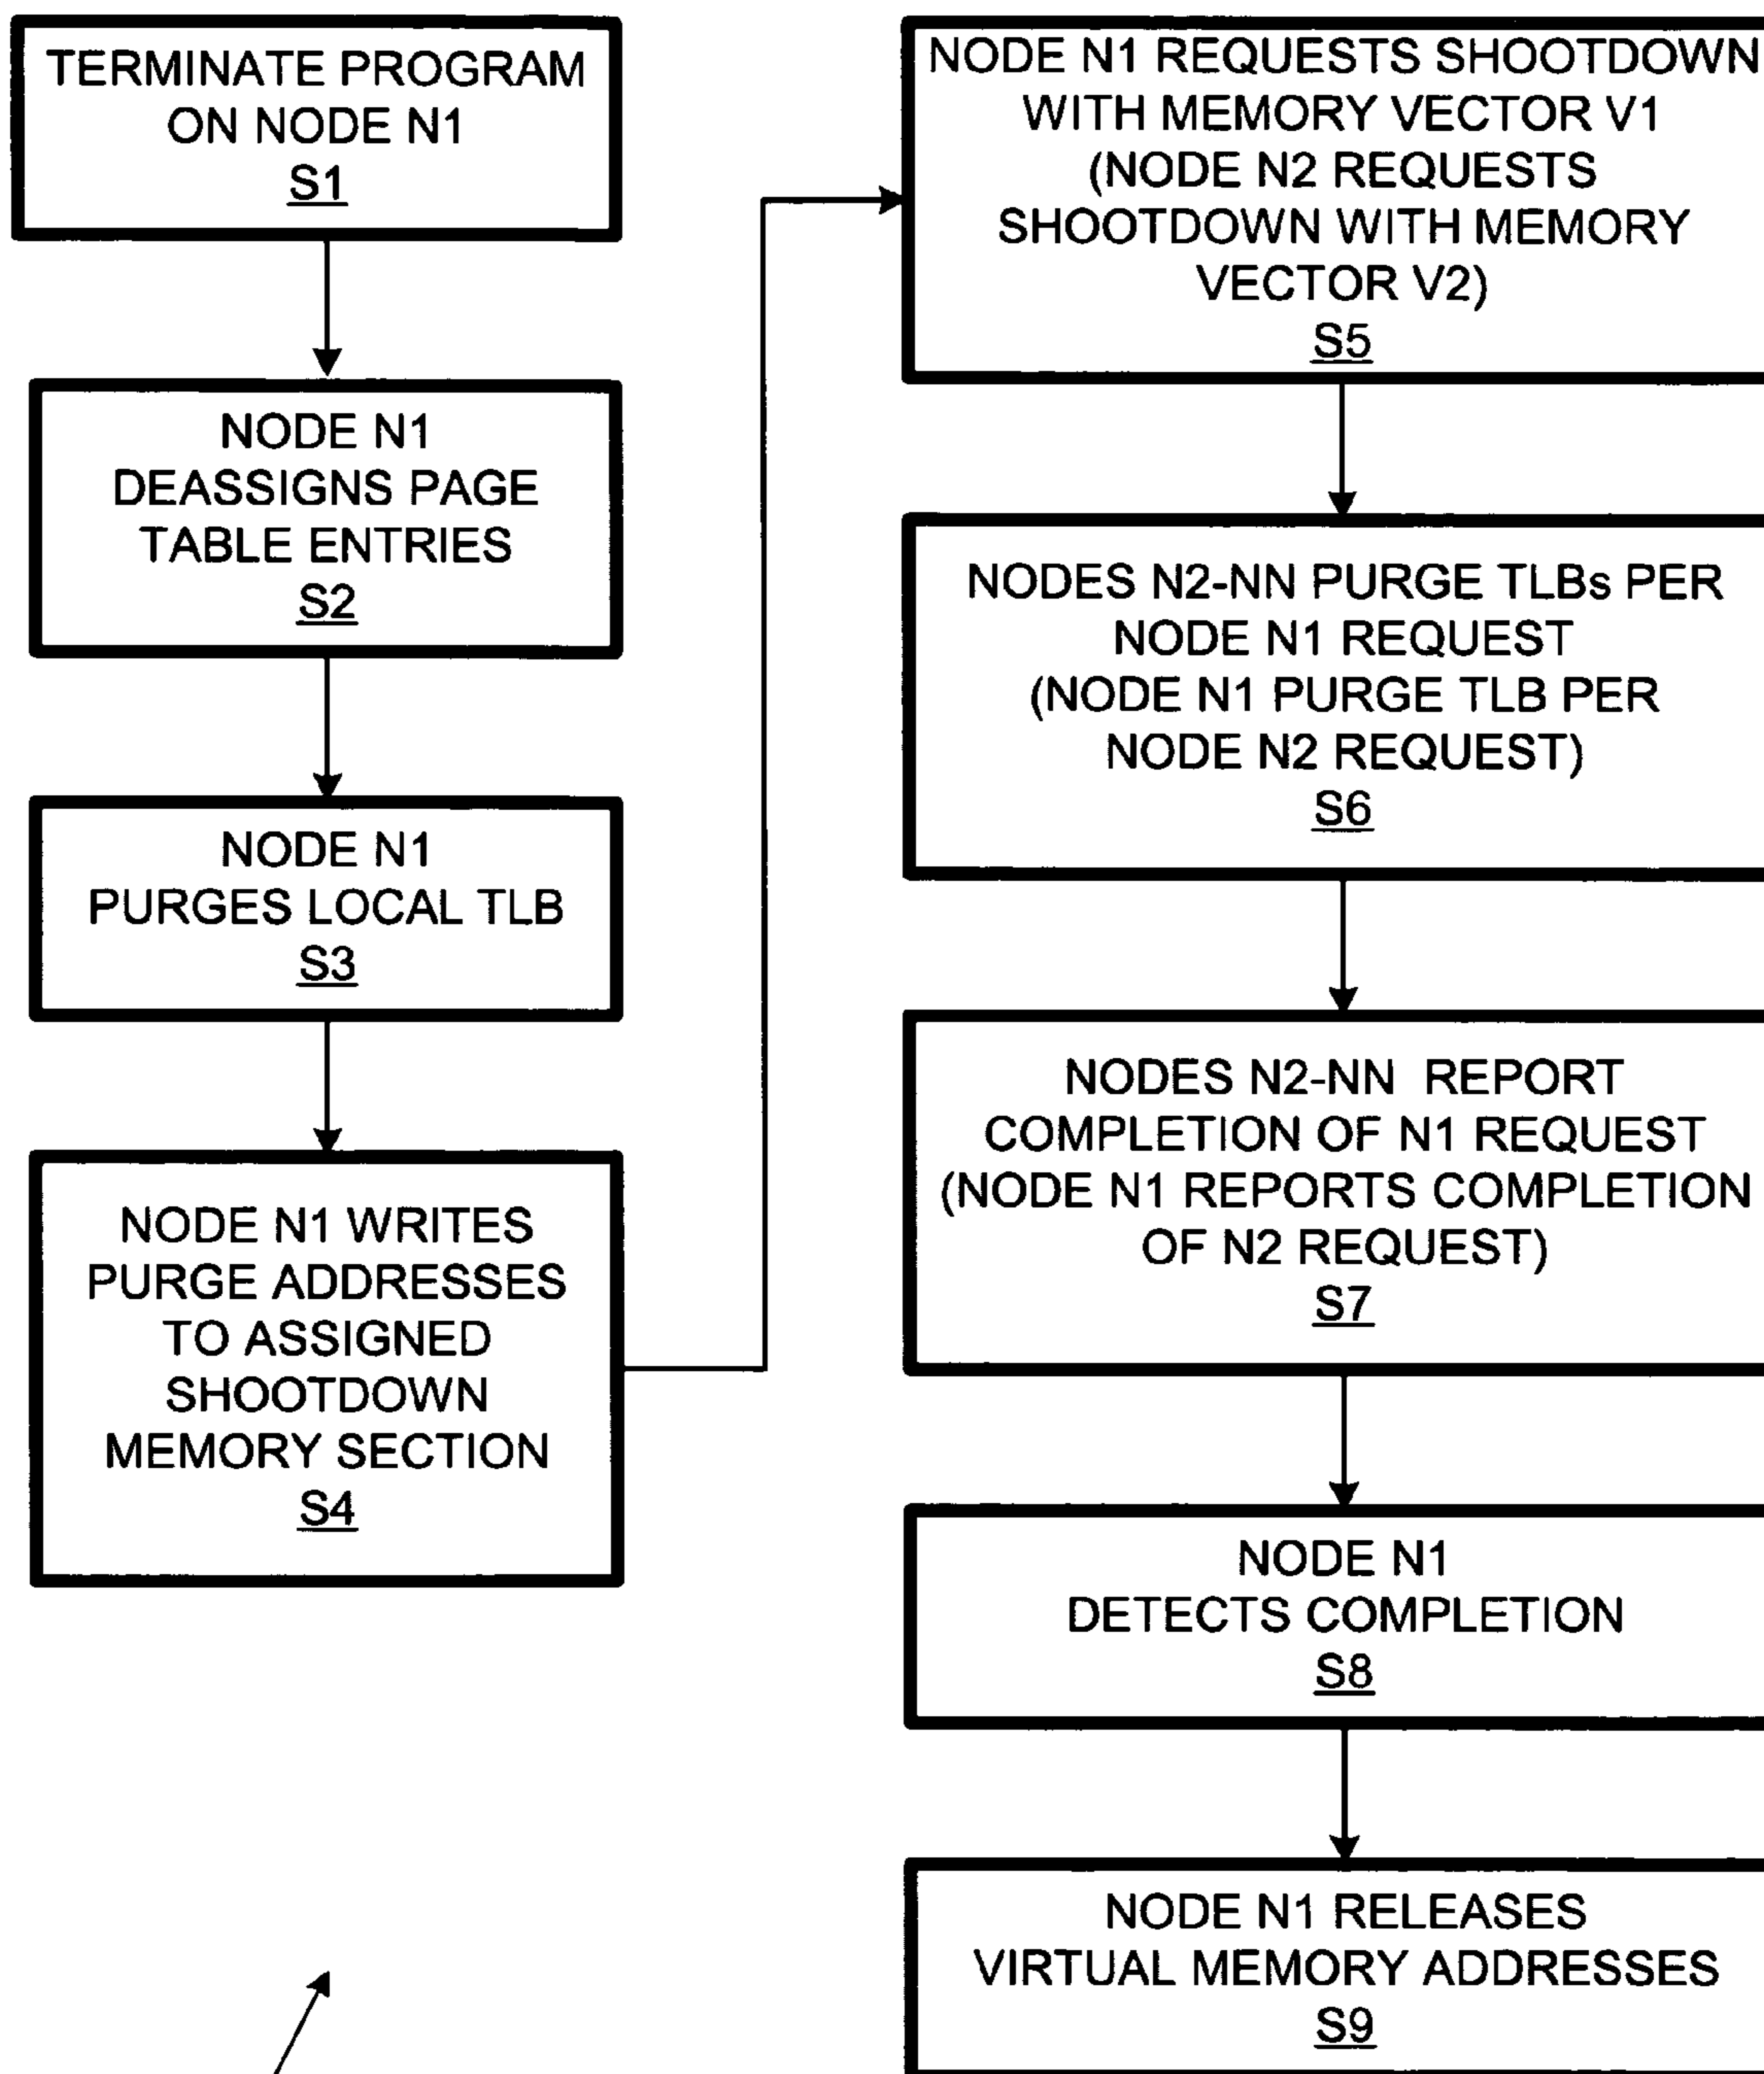 TERMINATE PROGRAM
ON NODE N1
S1
NODE N1
DEASSIGNS PAGE
TABLE ENTRIES
S2
NODE N1
PURGES LOCAL TLB
S3
NODE N1 WRITES
PURGE ADDRESSES
TO ASSIGNED
SHOOTDOWN
MEMORY SECTION
S4
NODE N1 REQUESTS SHOOTDOWN
WITH MEMORY VECTOR V1
(NODE N2 REQUESTS
SHOOTDOWN WITH MEMORY
VECTOR V2)
S5
NODES N2-NN PURGE TLBs PER
NODE N1 REQUEST
(NODE N1 PURGE TLB PER
NODE N2 REQUEST)
S6
NODES N2-NN REPORT
COMPLETION OF N1 REQUEST
(NODE N1 REPORTS COMPLETION
OF N2 REQUEST)
S7
NODE N1
DETECTS COMPLETION
S8
NODE N1 RELEASES
VIRTUAL MEMORY ADDRESSES
S9